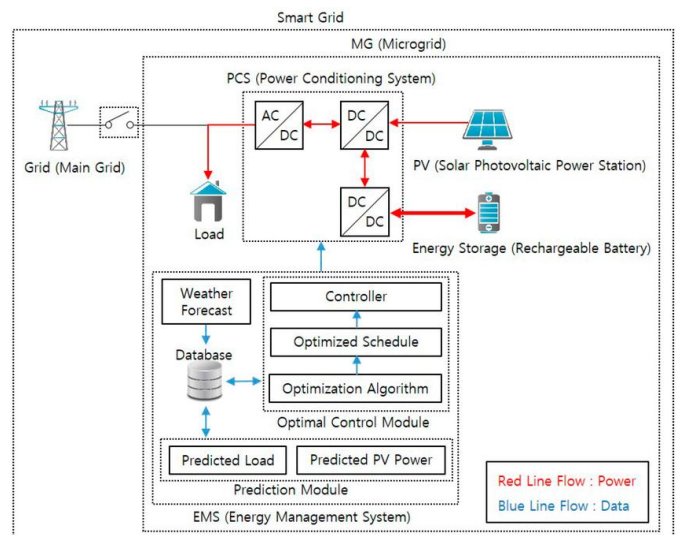 Smart Grid
MG (Microgrid)
PCS (Power Conditioning System)
AC
DC
DC
DC
Grid (Main Grid)
PV (Solar Photovoltaic Power Station)
Load
DC
DC
Energy Storage (Rechargeable Battery)
Weather
Forecast
Controller
Database
Optimized Schedule
Optimization Algorithm
Optimal Control Module
Predicted Load
Predicted PV Power
Prediction Module
EMS (Energy Management System)
Red Line Flow : Power
Blue Line Flow : Data